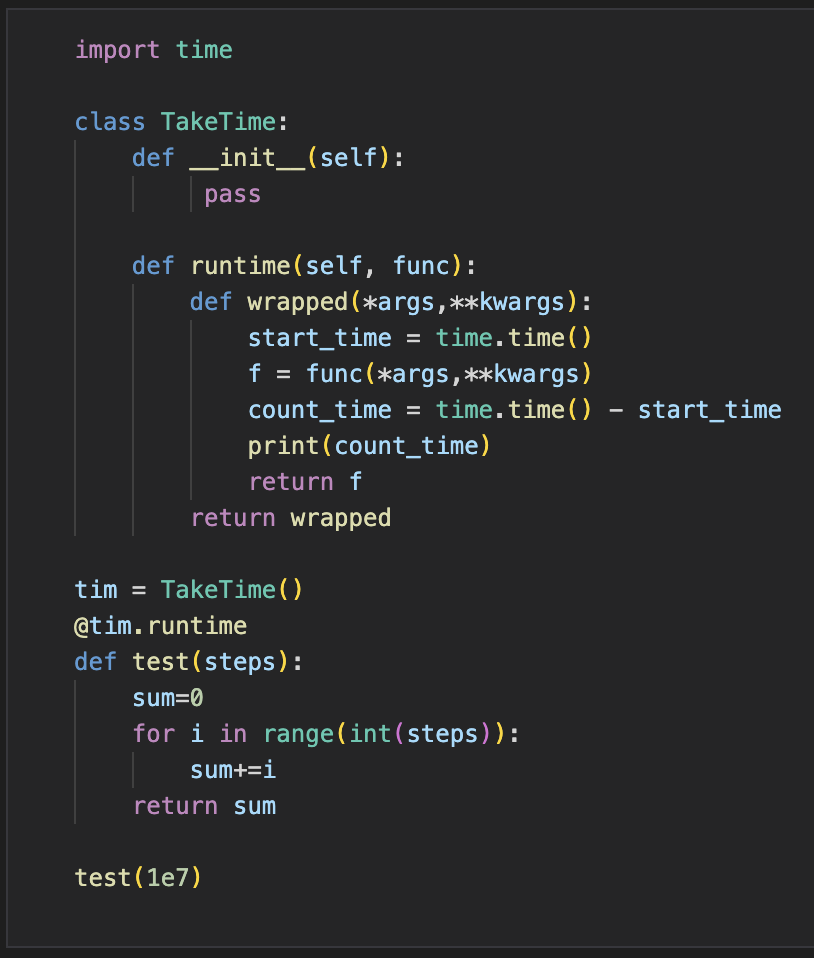 import time
class TakeTime:
    def __init__(self):
         pass
    def runtime(self, func):
        def wrapped(*args,**kwargs):
            start_time = time.time()
            f = func(*args,**kwargs)
            count_time = time.time() - start_time
            print(count_time)
            return f
        return wrapped
tim = TakeTime()
@tim.runtime
def test(steps):
    sum=0
    for i in range(int(steps)):
        sum+=i
    return sum
test(1e7)